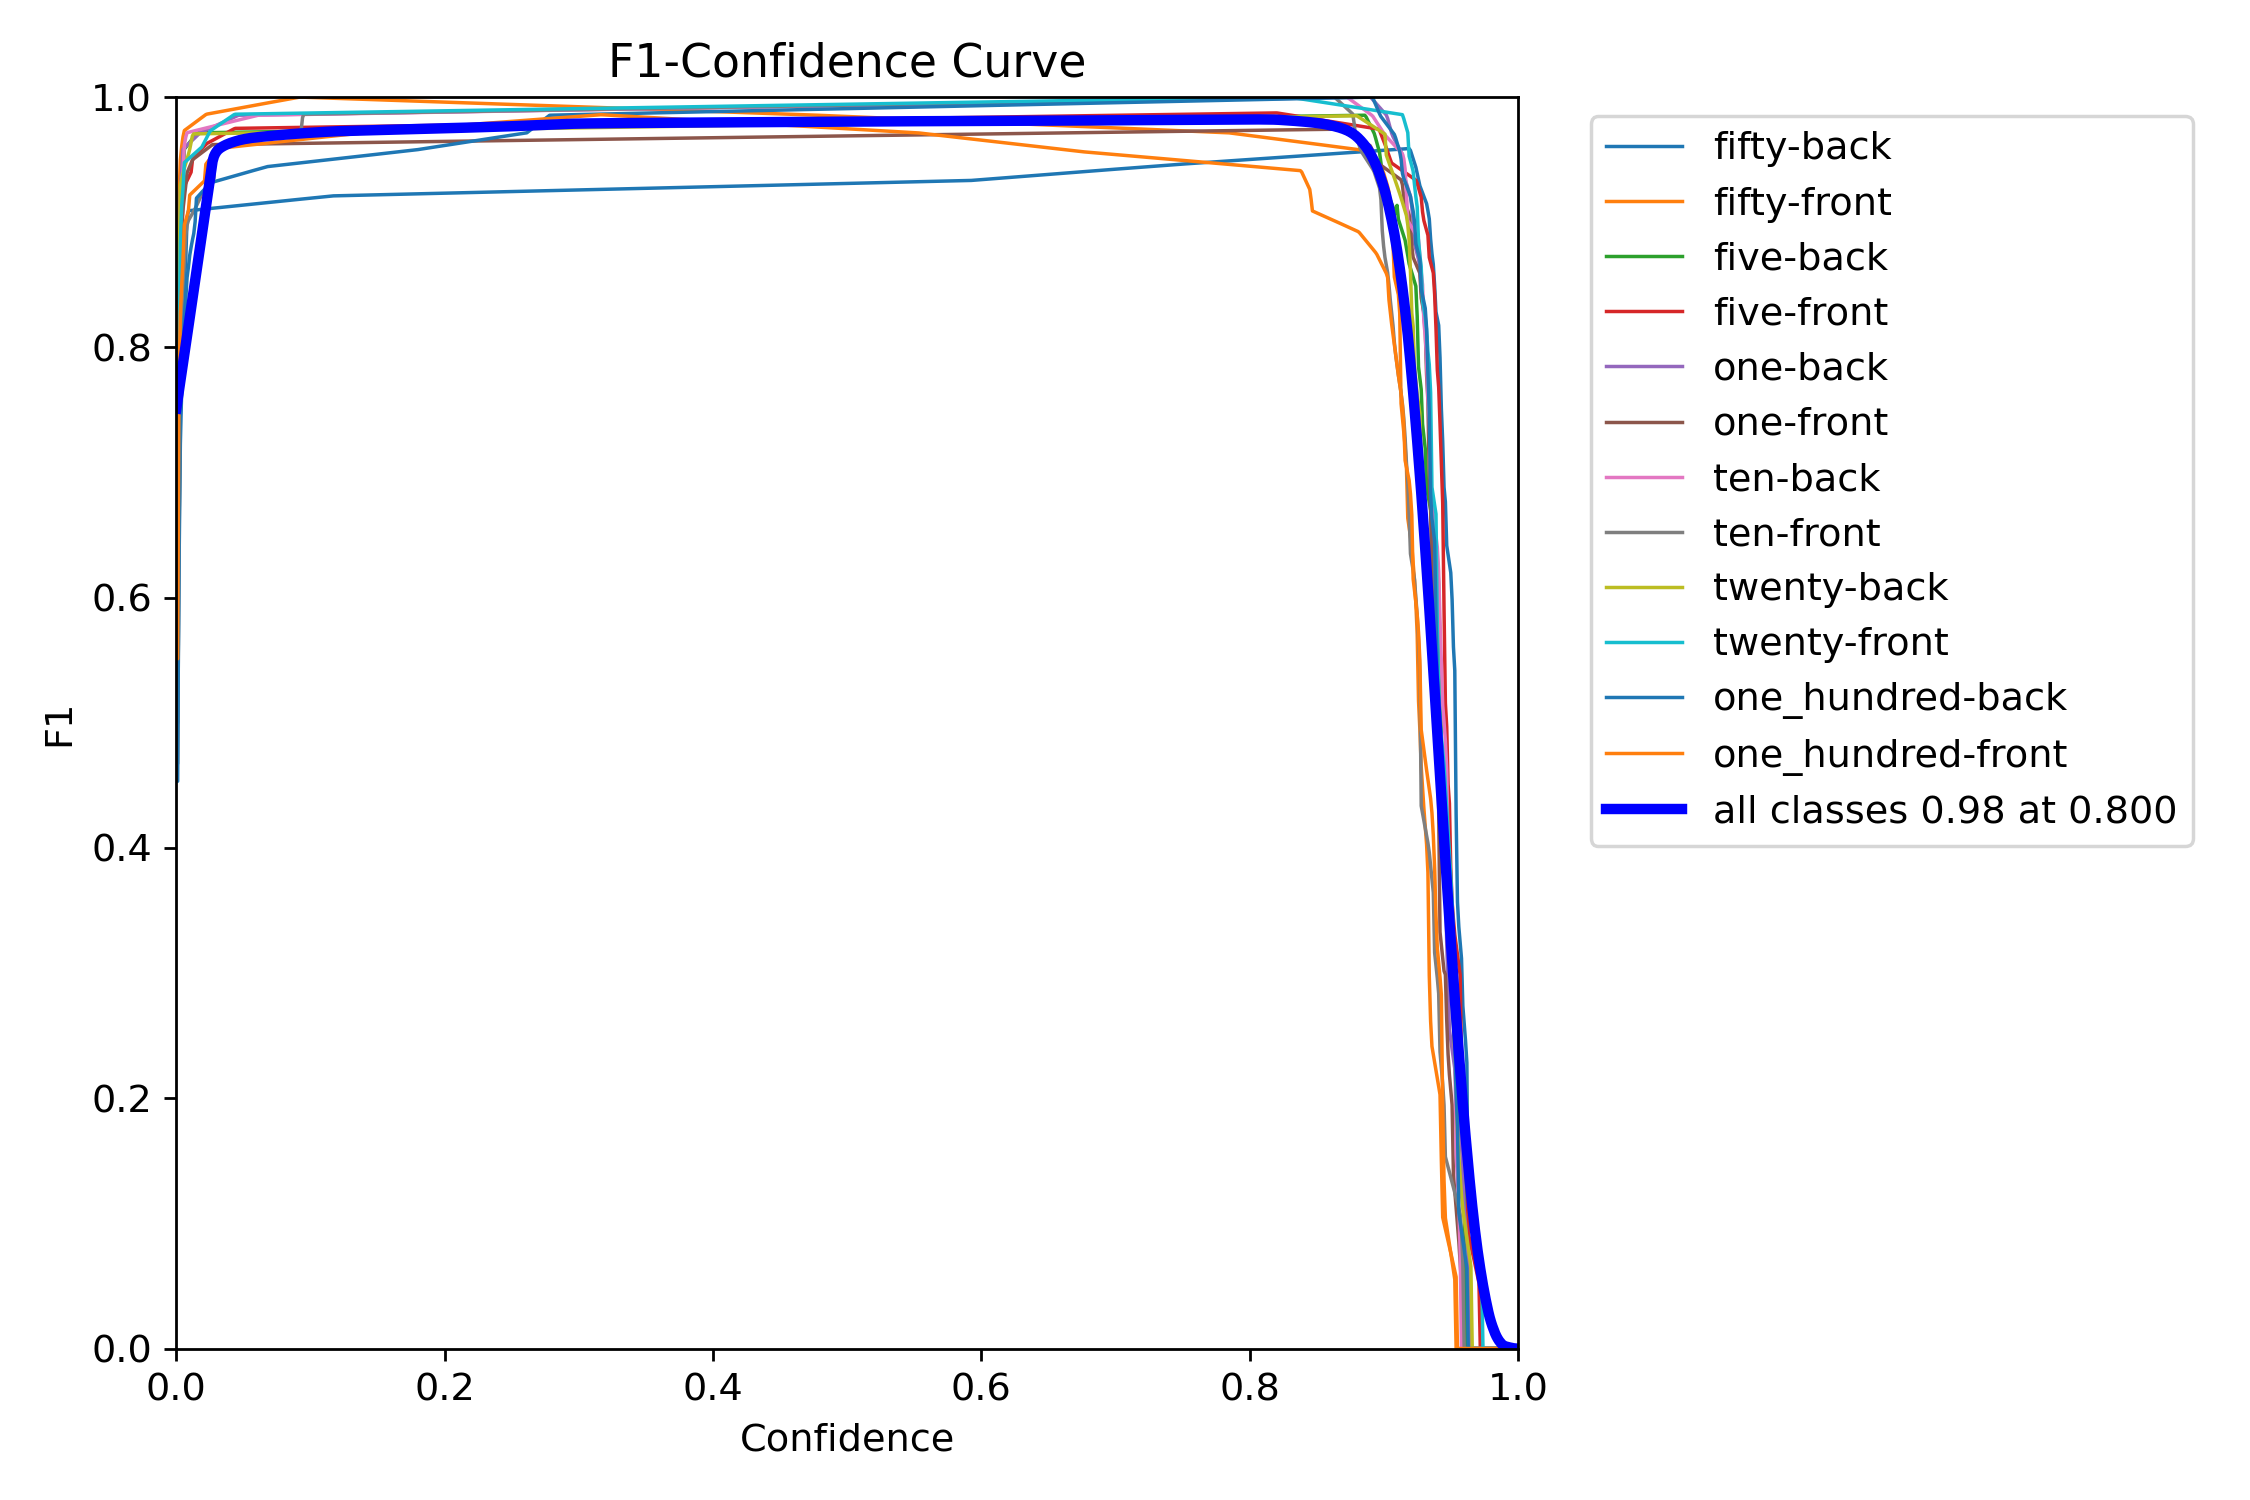 F1-Confidence Curve
1.0
0.8
0.6
0.4
0.2
0.0
F1
0.0 0.2 0.4 0.6 0.8 1.0
Confidence
fifty-back
fifty-front
five-back
five-front
one-back
one-front
ten-back
ten-front
twenty-back
twenty-front
one_hundred-back
one_hundred-front
all classes 0.98 at 0.800